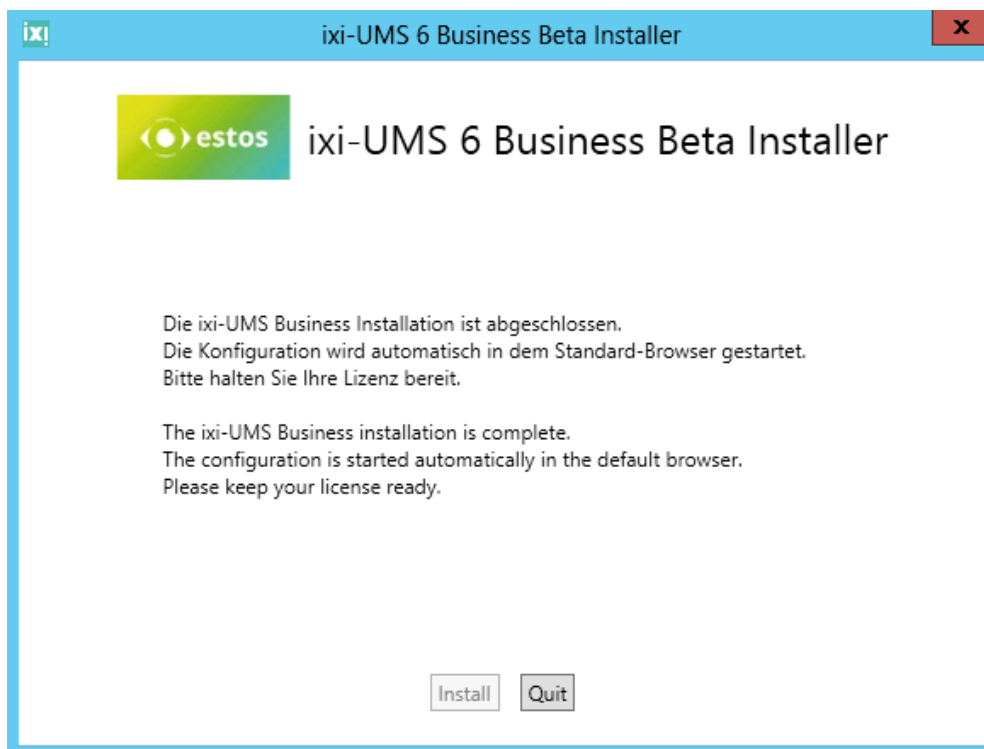 ixi
ixi-UMS 6 Business Beta Installer
x
estos
ixi-UMS 6 Business Beta Installer
Die ixi-UMS Business Installation ist abgeschlossen.
Die Konfiguration wird automatisch in dem Standard-Browser gestartet.
Bitte halten Sie Ihre Lizenz bereit.
The ixi-UMS Business installation is complete.
The configuration is started automatically in the default browser.
Please keep your license ready.
Install
Quit